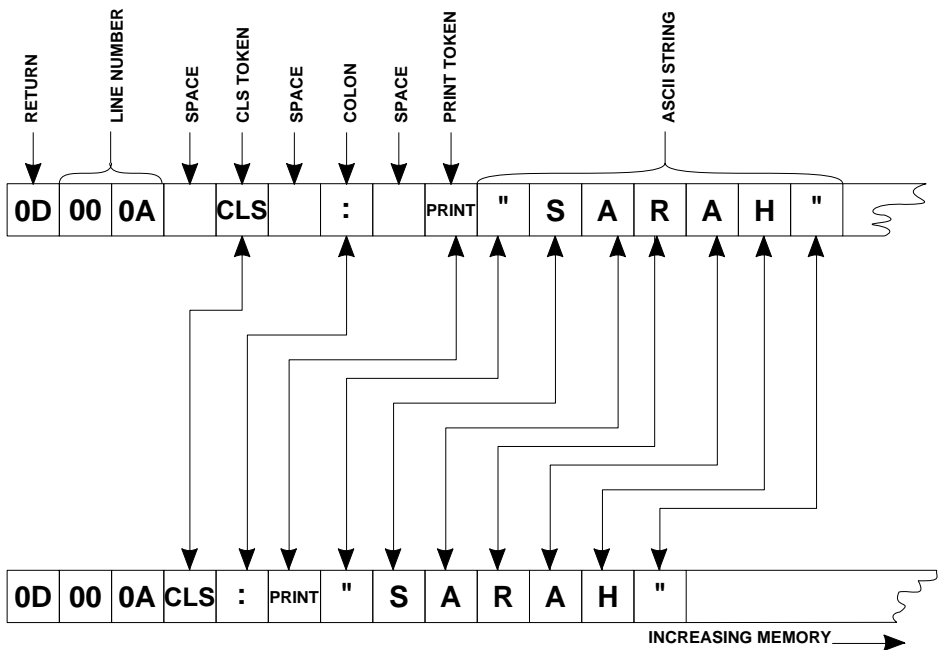 RETURN
LINE NUMBER
SPACE
CLS TOKEN
SPACE
COLON
SPACE
PRINT TOKEN
ASCII STRING
0D 00 0A CLS : PRINT " S A R A H "
0D 00 0A CLS : PRINT " S A R A H "
INCREASING MEMORY